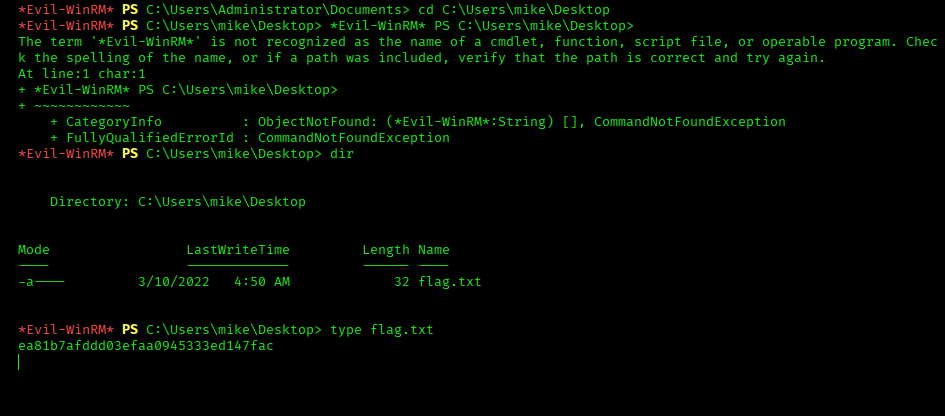 *Evil-WinRM* PS C:\Users\Administrator\Documents> cd C:\Users\mike\Desktop
*Evil-WinRM* PS C:\Users\mike\Desktop> *Evil-WinRM* PS C:\Users\mike\Desktop>
The term '*Evil-WinRM*' is not recognized as the name of a cmdlet, function, script file, or operable program. Chec
k the spelling of the name, or if a path was included, verify that the path is correct and try again.
At line:1 char:1
+ *Evil-WinRM* PS C:\Users\mike\Desktop>
+ ~~~~~~~~~~~~
    + CategoryInfo          : ObjectNotFound: (*Evil-WinRM*:String) [], CommandNotFoundException
    + FullyQualifiedErrorId : CommandNotFoundException
*Evil-WinRM* PS C:\Users\mike\Desktop> dir
    Directory: C:\Users\mike\Desktop
Mode                 LastWriteTime         Length Name
----                 -------------         ------ ----
-a----         3/10/2022   4:50 AM             32 flag.txt
*Evil-WinRM* PS C:\Users\mike\Desktop> type flag.txt
ea81b7afddd03efaa0945333ed147fac